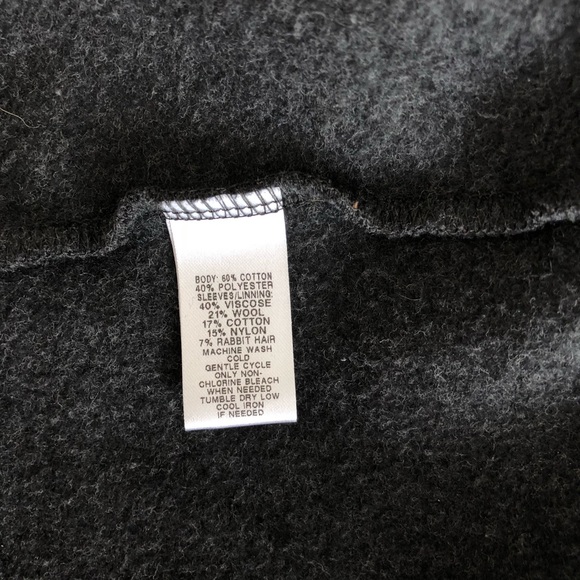 BODY: 60% COTTON
40% POLYESTER
SLEEVES/LINNING:
40% VISCOSE
21% WOOL
17% COTTON
15% NYLON
7% RABBIT HAIR
MACHINE WASH
COLD
GENTLE CYCLE
ONLY NON-
CHLORINE BLEACH
WHEN NEEDED
TUMBLE DRY LOW
COOL IRON
IF NEEDED